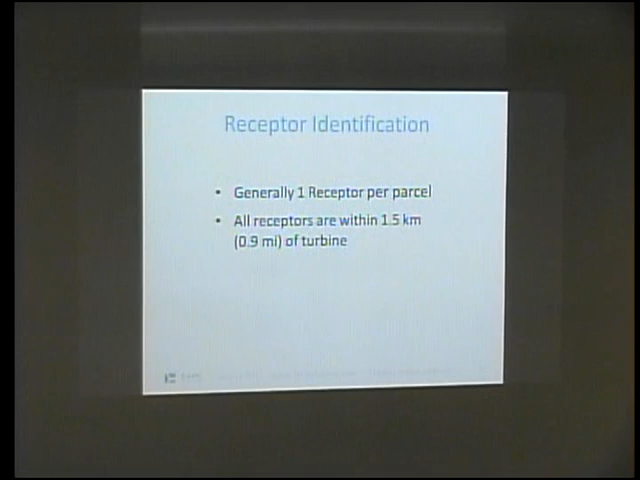 Receptor Identification
• Generally 1 Receptor per parcel
• All receptors are within 1.5 km
(0.9 mi) of turbine